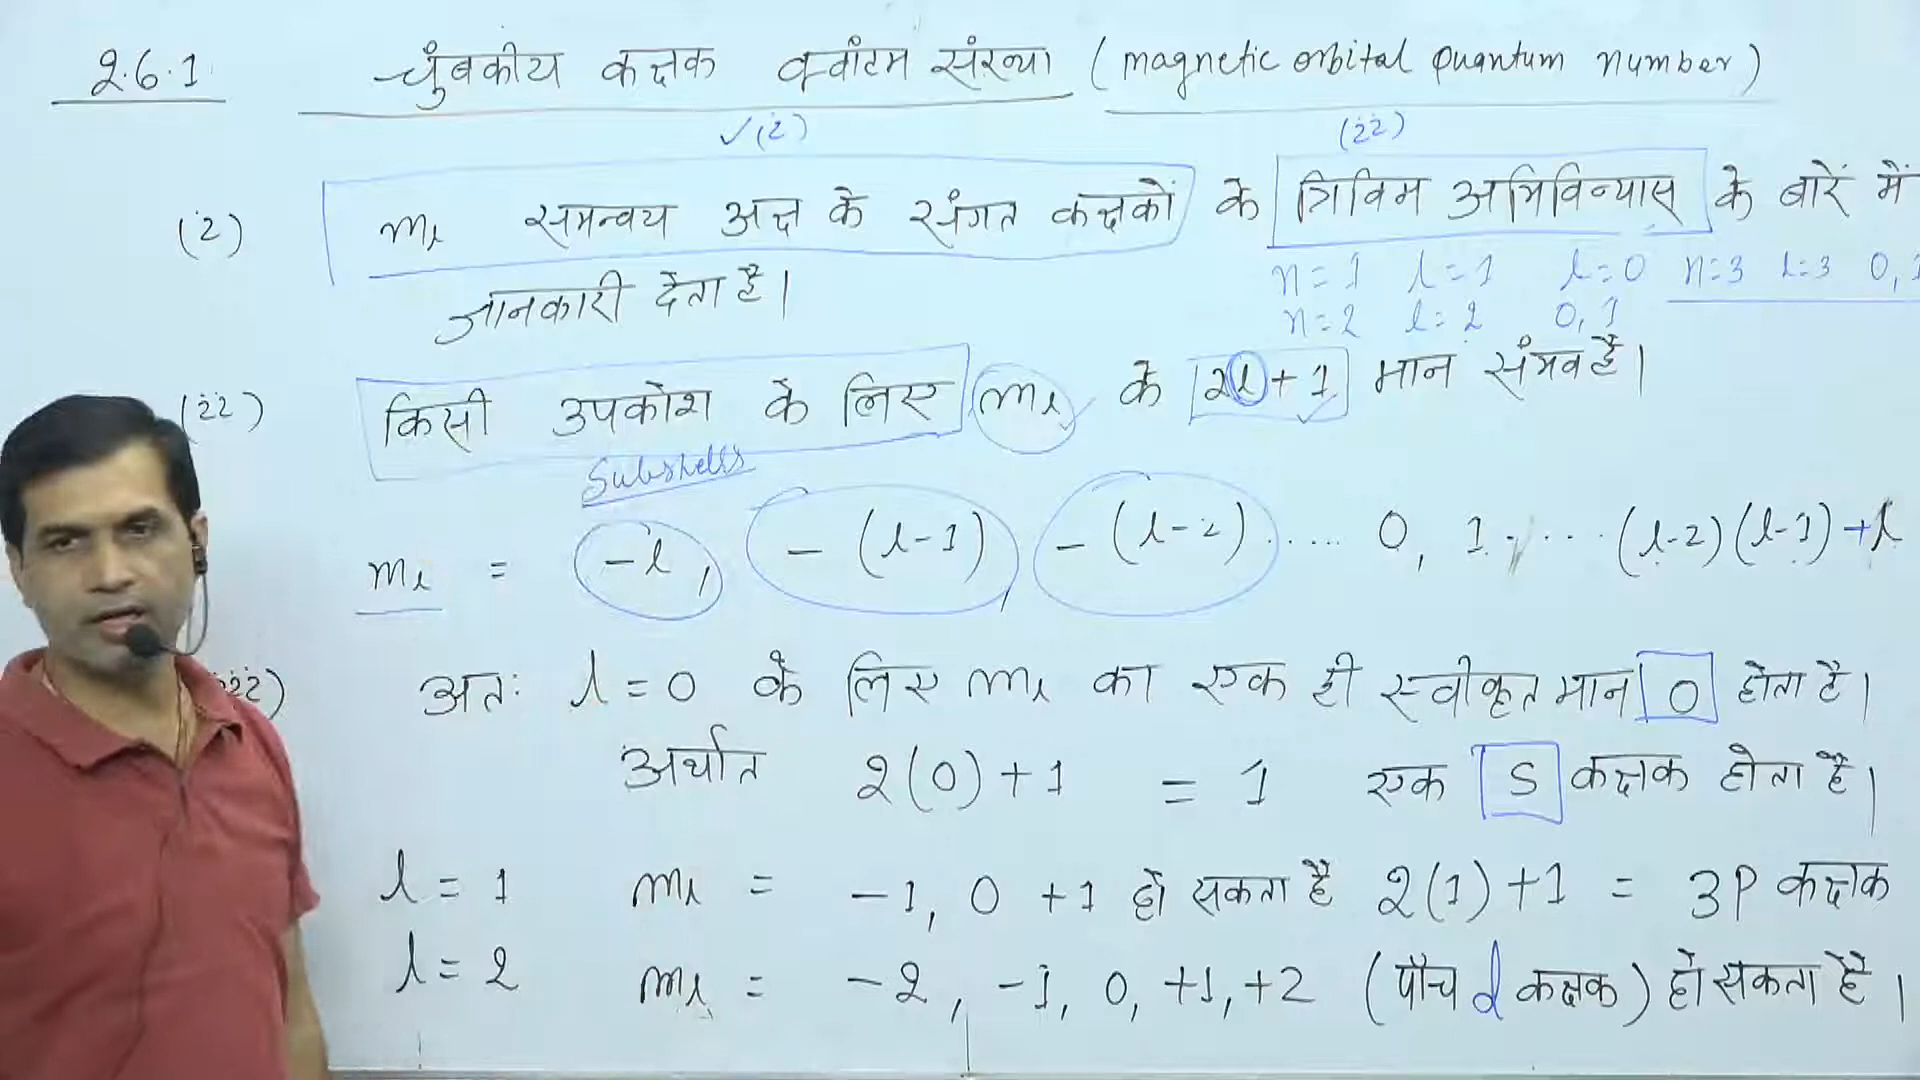 2.6.1 चुंबकीय कक्षक क्वांटम संख्या (magnetic orbital quantum number)
✓(i) (ii)
(i) ml समन्वय अक्ष के संगत कक्षकों के त्रिविम अभिविन्यास के बारें में
जानकारी देता है।
n=1 l=1 l=0 n=3 l=3 0,1
n=2 l=2 0,1
(ii) किसी उपकोश के लिए ml के 2l+1 मान संभव है।
Subshells
ml = -l, -(l-1), -(l-2)..... 0, 1.... (l-2)(l-1)+l
(iii) अतः l=0 के लिए ml का एक ही स्वीकृत मान 0 होता है।
अर्थात 2(0)+1 = 1 एक S कक्षक होता है।
l=1 ml = -1, 0 +1 हो सकता है 2(1)+1 = 3P कक्षक
l=2 ml = -2, -1, 0, +1, +2 (पाँच d कक्षक) हो सकता है।